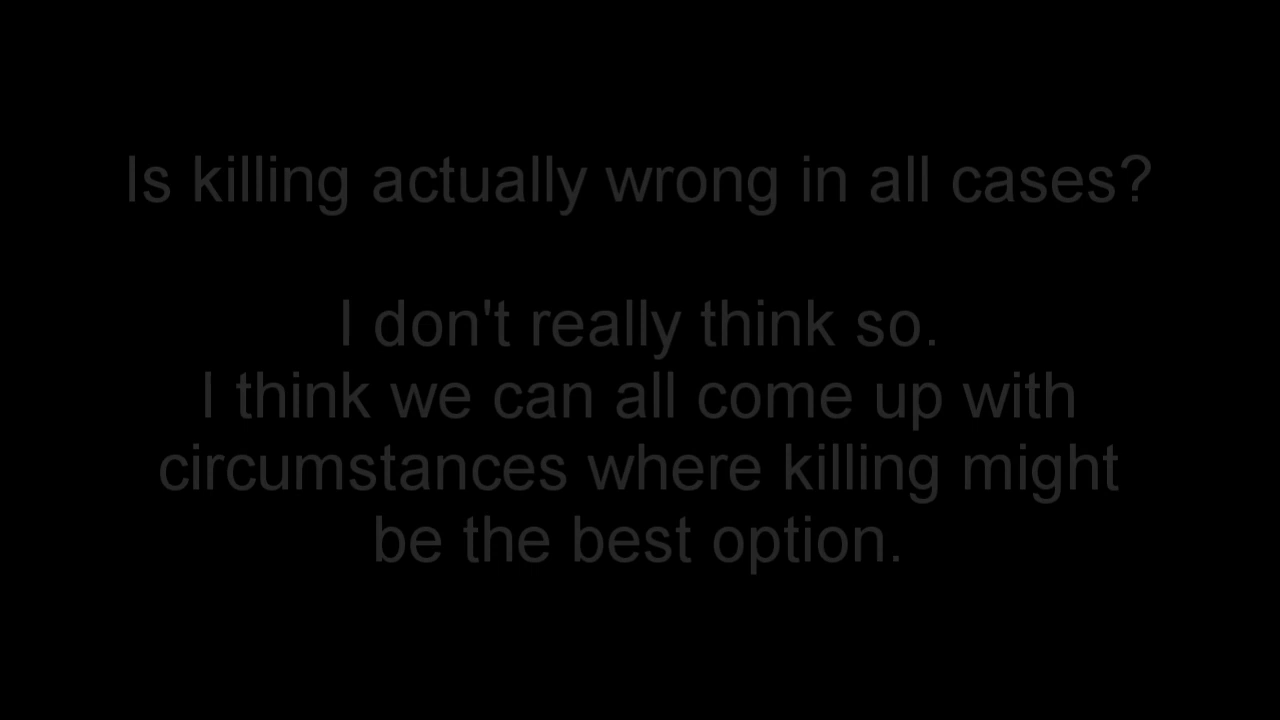 Is killing actually wrong in all cases?
I don't really think so.
I think we can all come up with
circumstances where killing might
be the best option.